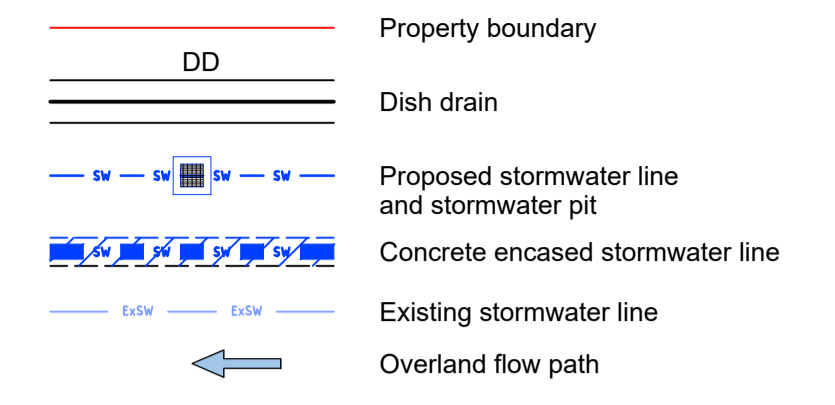 Property boundary
DD
Dish drain
SW SW SW SW
Proposed stormwater line
and stormwater pit
SW SW SW SW
Concrete encased stormwater line
ExSW ExSW
Existing stormwater line
Overland flow path